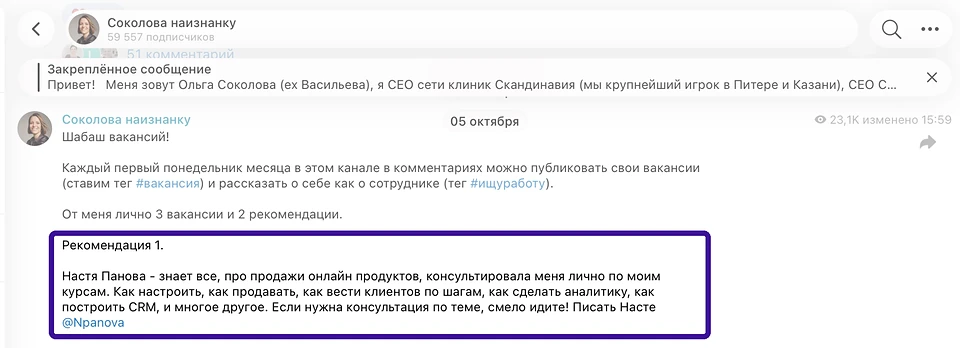 Соколова наизнанку
59 557 подписчиков
51 комментарий
Закреплённое сообщение
Привет! Меня зовут Ольга Соколова (ex Васильева), я CEO сети клиник Скандинавия (мы крупнейший игрок в Питере и Казани), CEO C...
Соколова наизнанку
05 октября
23,1K изменено 15:59
Шабаш вакансий!
Каждый первый понедельник месяца в этом канале в комментариях можно публиковать свои вакансии
(ставим тег #вакансия) и рассказать о себе как о сотруднике (тег #ищуработу).
От меня лично 3 вакансии и 2 рекомендации.
Рекомендация 1.
Настя Панова - знает все, про продажи онлайн продуктов, консультировала меня лично по моим
курсам. Как настроить, как продавать, как вести клиентов по шагам, как сделать аналитику, как
построить CRM, и многое другое. Если нужна консультация по теме, смело идите! Писать Насте
@Npanova